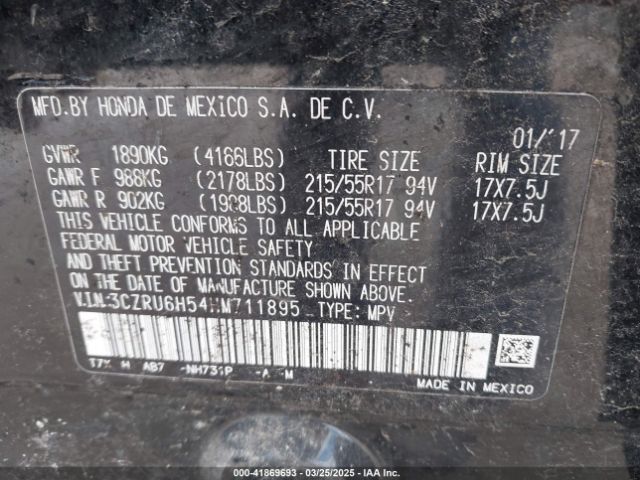 MFD.BY HONDA DE MEXICO S.A. DE C.V.
01/'17
GVWR 1890KG (4166LBS) TIRE SIZE RIM SIZE
GAWR F 988KG (2178LBS) 215/55R17 94V 17X7.5J
GAWR R 902KG (1988LBS) 215/55R17 94V 17X7.5J
THIS VEHICLE CONFORMS TO ALL APPLICABLE
FEDERAL MOTOR VEHICLE SAFETY
AND THEFT PREVENTION STANDARDS IN EFFECT
ON THE DATE OF MANUFACTURE SHOWN ABOVE.
V.I.N. 3CZRU6H54HM711895 TYPE: MPV
H AB7 -NH731P -A M
MADE IN MEXICO
000-41869693 — 03/25/2025 — IAA Inc.